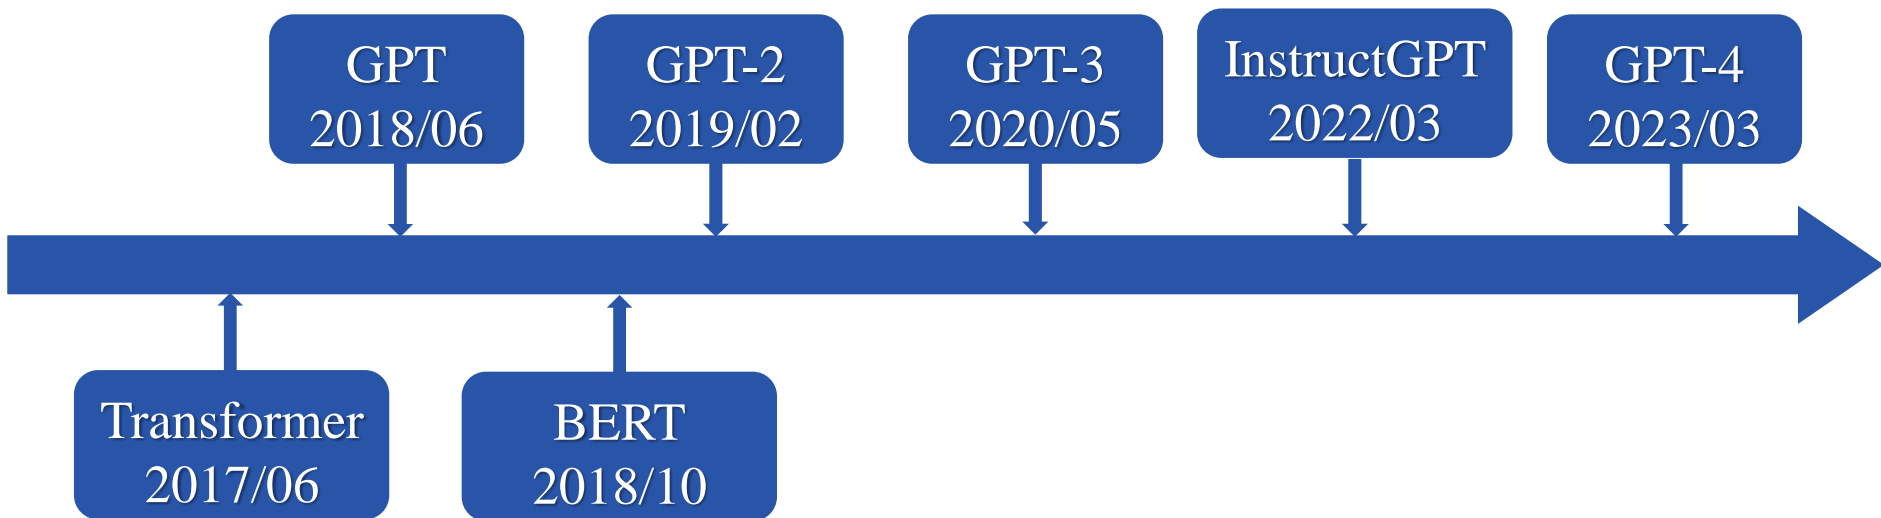 GPT
2018/06
GPT-2
2019/02
GPT-3
2020/05
InstructGPT
2022/03
GPT-4
2023/03
Transformer
2017/06
BERT
2018/10